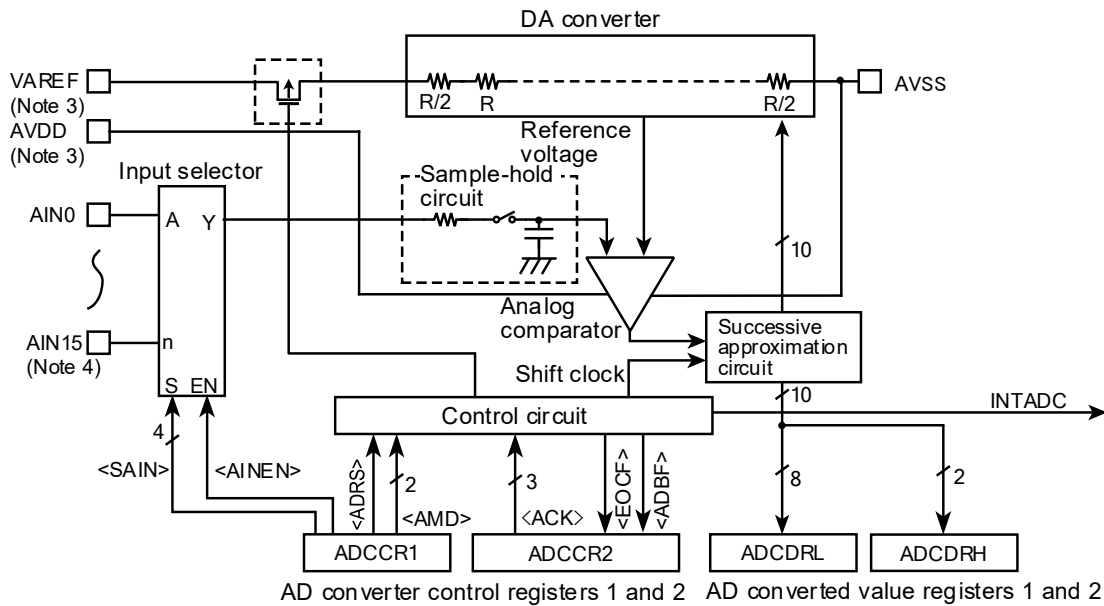 DA converter
VAREF
(Note 3)
AVDD
(Note 3)
R/2
R
R/2
AVSS
Reference
voltage
Input selector
Sample-hold
circuit
AIN0
A
Y
10
Analog
comparator
Successive
approximation
circuit
AIN15
(Note 4)
n
Shift clock
S EN
10
INTADC
Control circuit
4
<SAIN>
<AINEN>
<ADRS>
2
<AMD>
3
<ACK>
<EOCF>
<ADBF>
8
2
ADCCR1
ADCCR2
ADCDRL
ADCDRH
AD converter control registers 1 and 2
AD converted value registers 1 and 2